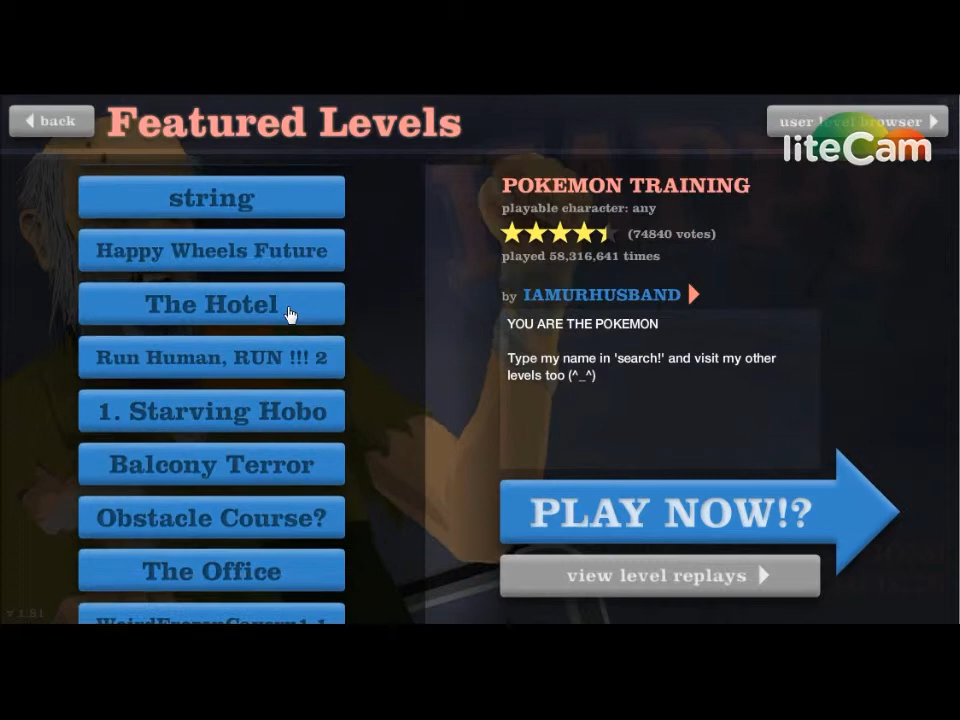 back
Featured Levels
user level browser
liteCam
string
Happy Wheels Future
The Hotel
Run Human, RUN !!! 2
1. Starving Hobo
Balcony Terror
Obstacle Course?
The Office
POKEMON TRAINING
playable character: any
(74840 votes)
played 58,316,641 times
by IAMURHUSBAND
YOU ARE THE POKEMON
Type my name in 'search!' and visit my other
levels too (^_^)
PLAY NOW!?
view level replays
v 1.81